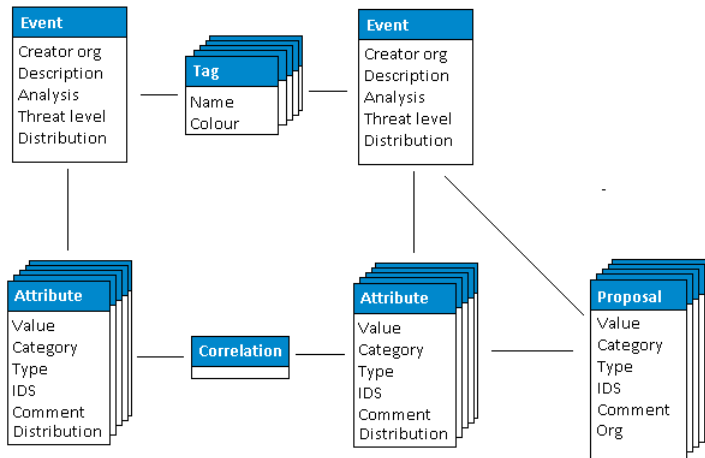 Event
Creator org
Description
Analysis
Threat level
Distribution
Tag
Name
Colour
Event
Creator org
Description
Analysis
Threat level
Distribution
Attribute
Value
Category
Type
IDS
Comment
Distribution
Correlation
Attribute
Value
Category
Type
IDS
Comment
Distribution
Proposal
Value
Category
Type
IDS
Comment
Org